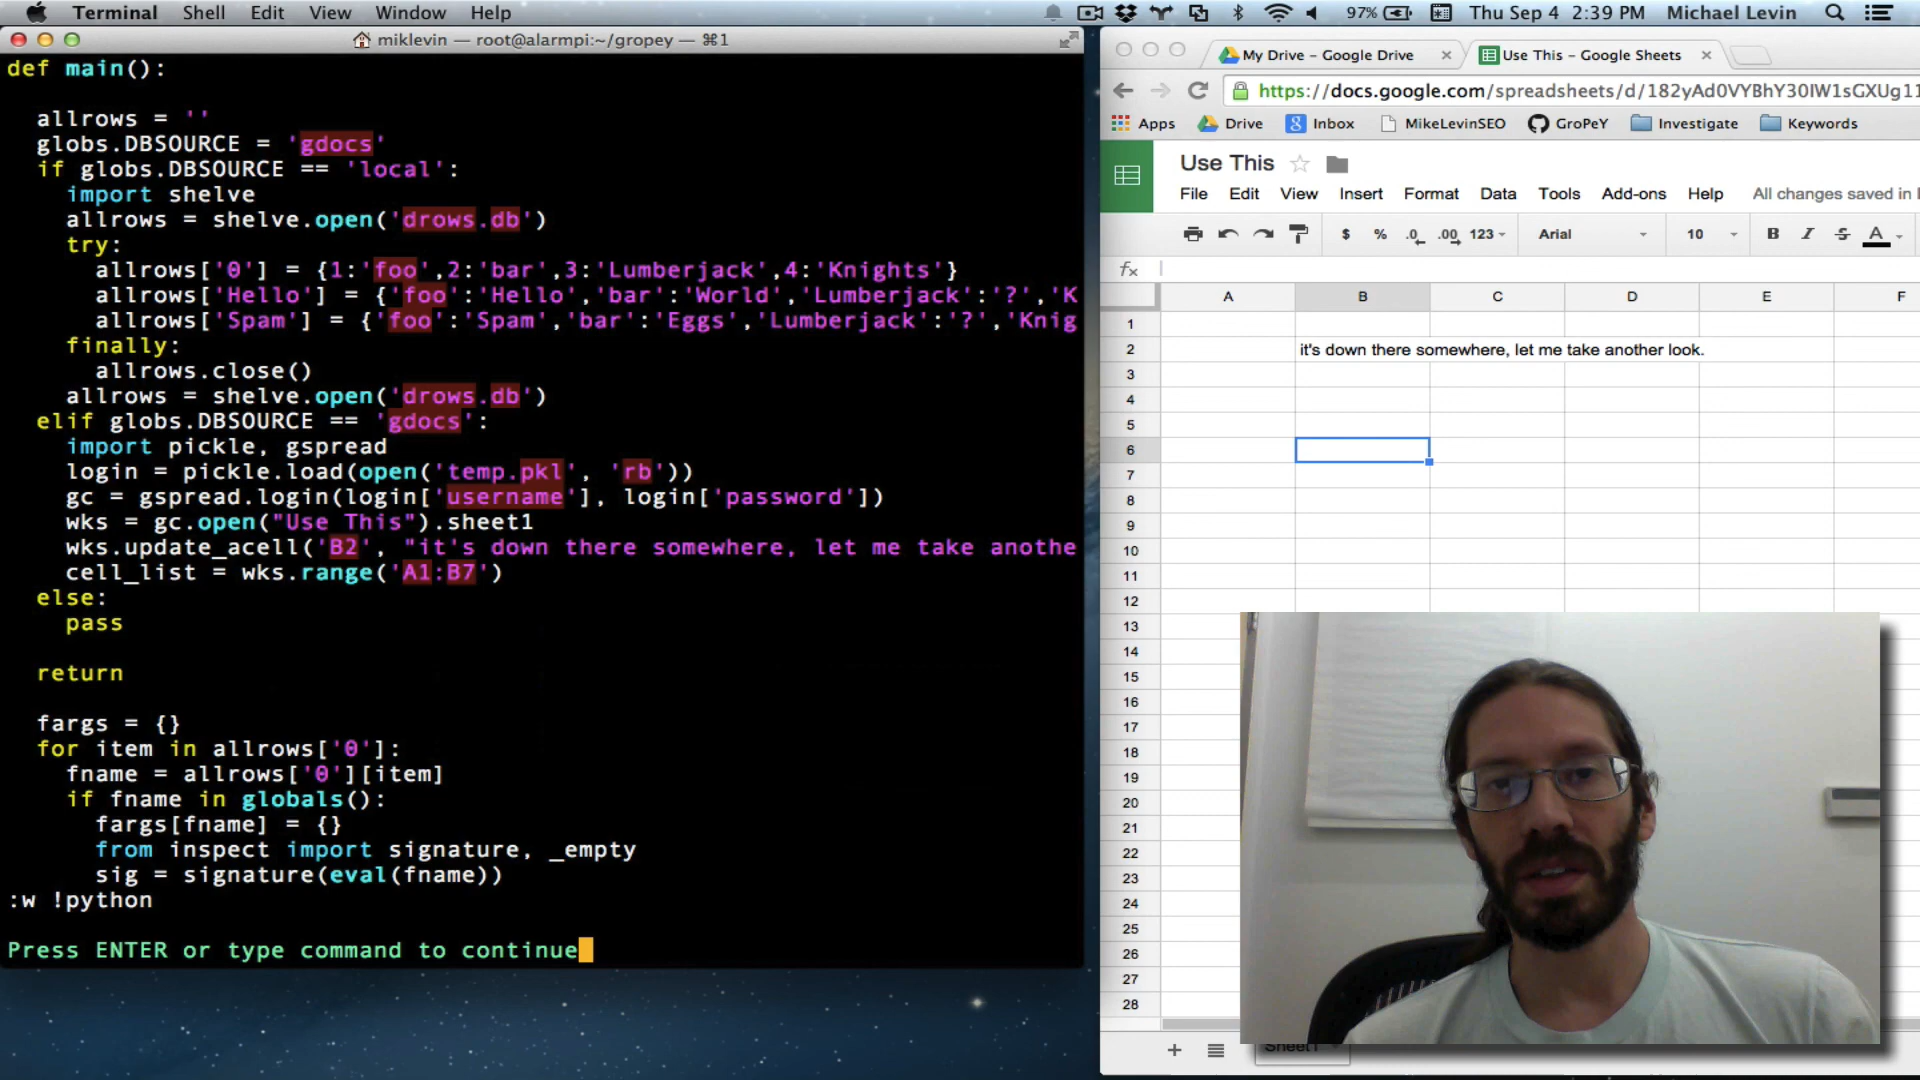 Terminal Shell Edit View Window Help
97% Thu Sep 4 2:39 PM Michael Levin
miklevin — root@alarmpi:~/gropey — ⌘1
def main():
allrows = ''
globs.DBSOURCE = 'gdocs'
if globs.DBSOURCE == 'local':
import shelve
allrows = shelve.open('drows.db')
try:
allrows['0'] = {1:'foo',2:'bar',3:'Lumberjack',4:'Knights'}
allrows['Hello'] = {'foo':'Hello','bar':'World','Lumberjack':'?','K
allrows['Spam'] = {'foo':'Spam','bar':'Eggs','Lumberjack':'?','Knig
finally:
allrows.close()
allrows = shelve.open('drows.db')
elif globs.DBSOURCE == 'gdocs':
import pickle, gspread
login = pickle.load(open('temp.pkl', 'rb'))
gc = gspread.login(login['username'], login['password'])
wks = gc.open("Use This").sheet1
wks.update_acell('B2', "it's down there somewhere, let me take anothe
cell_list = wks.range('A1:B7')
else:
pass
return
fargs = {}
for item in allrows['0']:
fname = allrows['0'][item]
if fname in globals():
fargs[fname] = {}
from inspect import signature, _empty
sig = signature(eval(fname))
:w !python
Press ENTER or type command to continue
My Drive - Google Drive × Use This - Google Sheets ×
https://docs.google.com/spreadsheets/d/182yAd0VYBhY30IW1sGXUg11
Apps Drive Inbox MikeLevinSEO GroPeY Investigate Keywords
Use This
File Edit View Insert Format Data Tools Add-ons Help All changes saved in
$ % .0 .00 123 Arial 10 B I S A
fx
A B C D E F
1
2 it's down there somewhere, let me take another look.
3
4
5
6
7
8
9
10
11
12
13
14
15
16
17
18
19
20
21
22
23
24
25
26
27
28
+ Sheet1